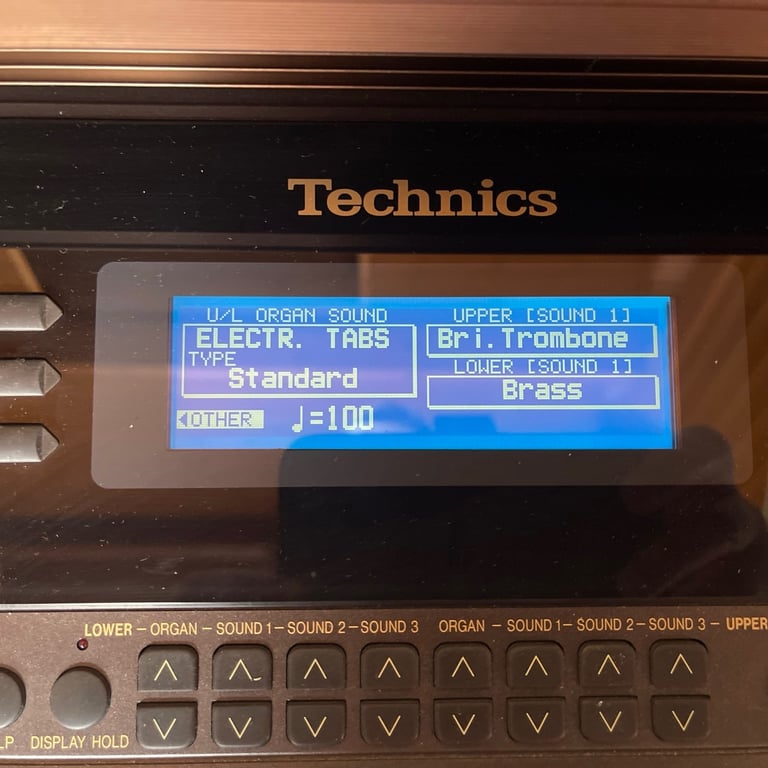 Technics
U/L ORGAN SOUND
ELECTR. TABS
TYPE
Standard
OTHER
♩=100
UPPER [SOUND 1]
Bri.Trombone
LOWER [SOUND 1]
Brass
LOWER – ORGAN – SOUND 1 – SOUND 2 – SOUND 3 ORGAN – SOUND 1 – SOUND 2 – SOUND 3 – UPPER
LP DISPLAY HOLD